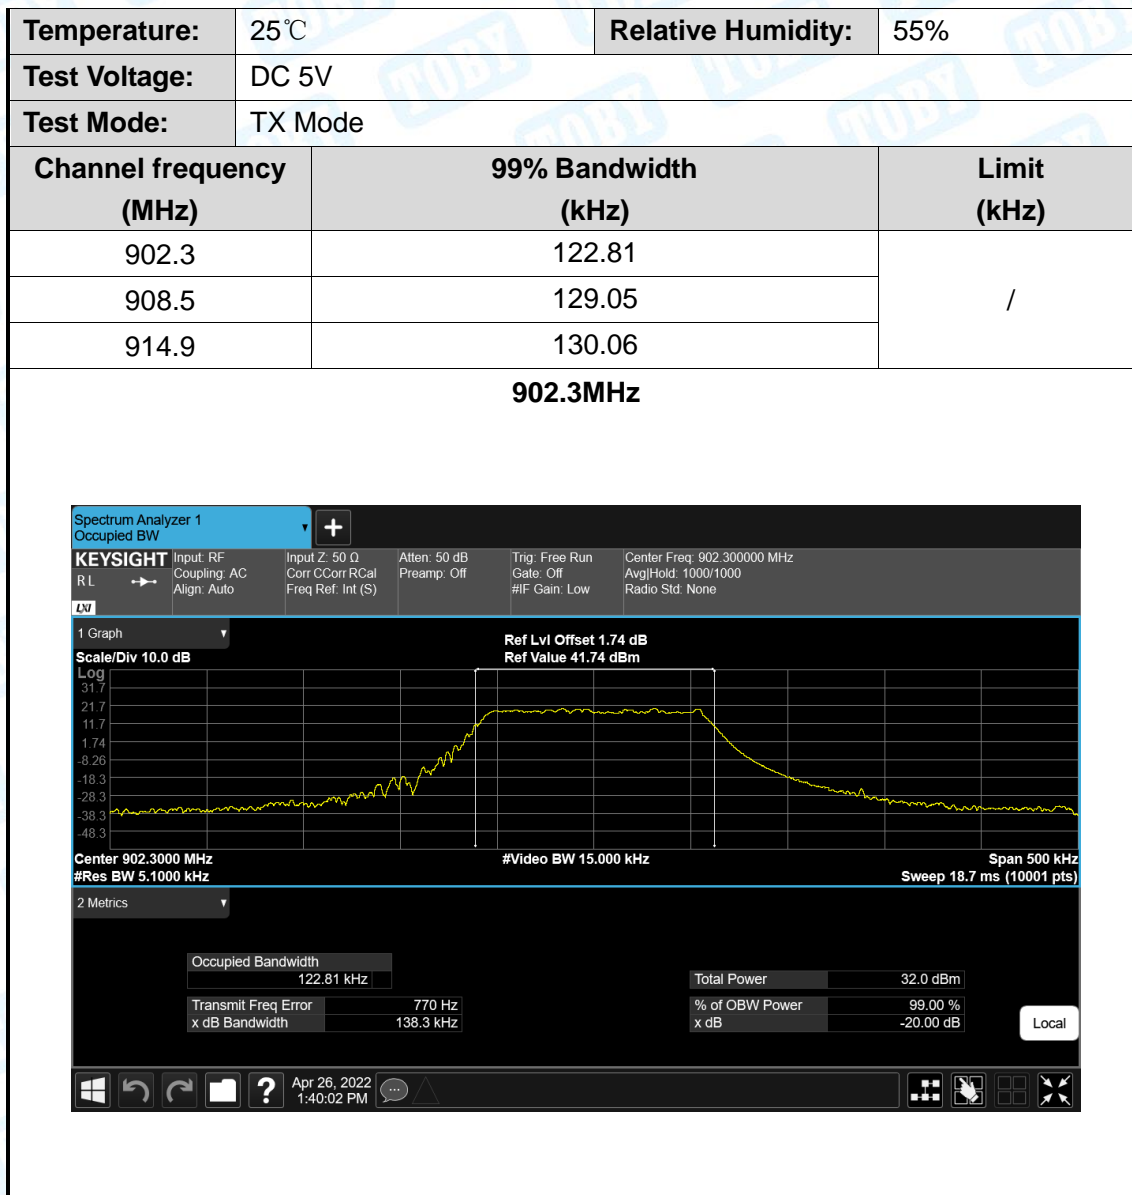 Temperature: 25℃ Relative Humidity: 55%
Test Voltage: DC 5V
Test Mode: TX Mode
Channel frequency 99% Bandwidth Limit
(MHz) (kHz) (kHz)
902.3 122.81
908.5 129.05 /
914.9 130.06
902.3MHz
Spectrum Analyzer 1
Occupied BW
KEYSIGHT Input: RF Input Z: 50 Ω Atten: 50 dB Trig: Free Run Center Freq: 902.300000 MHz
R L Coupling: AC Corr CCorr RCal Preamp: Off Gate: Off Avg|Hold: 1000/1000
Align: Auto Freq Ref: Int (S) #IF Gain: Low Radio Std: None
LXI
1 Graph
Ref Lvl Offset 1.74 dB
Scale/Div 10.0 dB Ref Value 41.74 dBm
Log
31.7
21.7
11.7
1.74
-8.26
-18.3
-28.3
-38.3
-48.3
Center 902.3000 MHz #Video BW 15.000 kHz Span 500 kHz
#Res BW 5.1000 kHz Sweep 18.7 ms (10001 pts)
2 Metrics
Occupied Bandwidth
122.81 kHz Total Power 32.0 dBm
Transmit Freq Error 770 Hz % of OBW Power 99.00 %
x dB Bandwidth 138.3 kHz x dB -20.00 dB
Local
? Apr 26, 2022
1:40:02 PM
TOBY
TOBY
TOBY
TOBY
TOBY